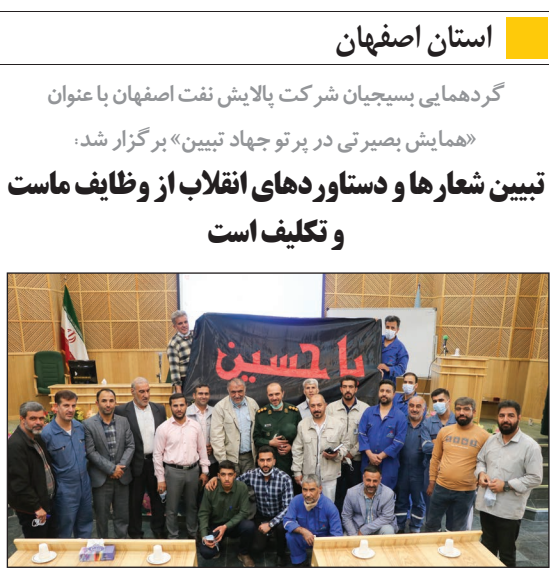 استان اصفهان
گردهمایی بسیجیان شرکت پالایش نفت اصفهان با عنوان
«همایش بصیرتی در پرتو جهاد تبیین» برگزار شد:
تبیین شعارها و دستاوردهای انقلاب از وظایف ماست
و تکلیف است
یا حسین